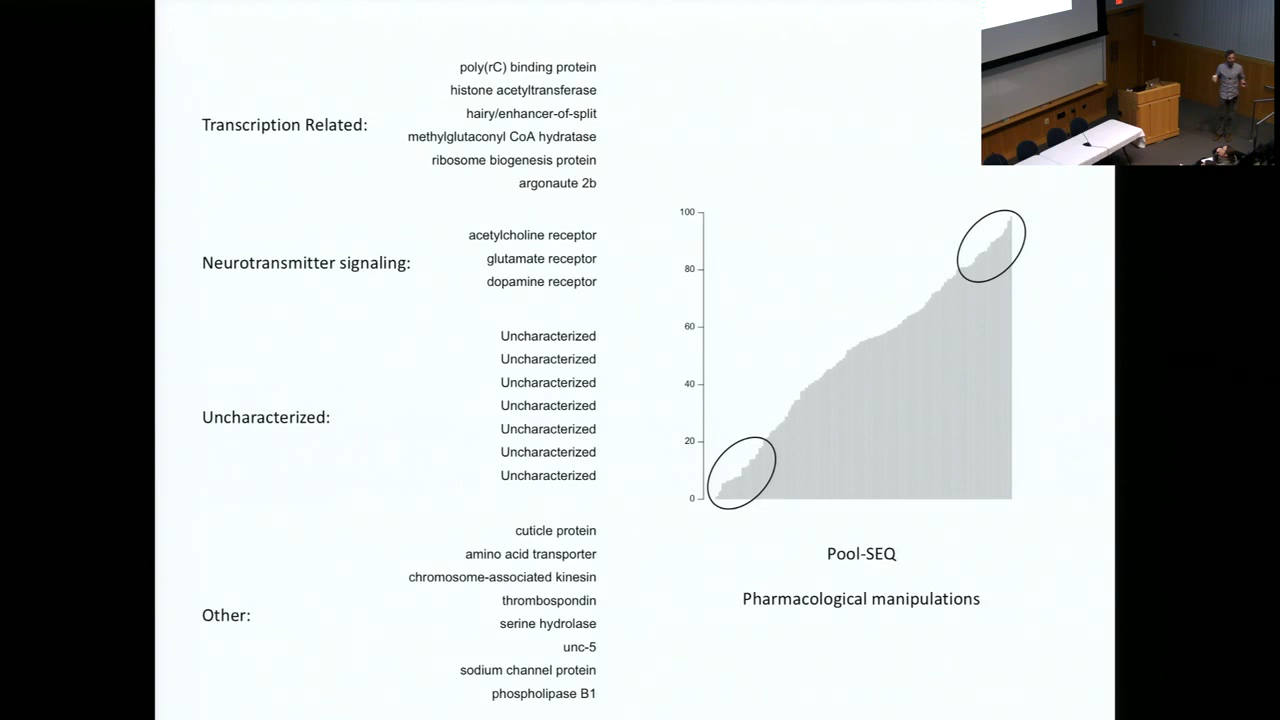 Transcription Related:
poly(rC) binding protein
histone acetyltransferase
hairy/enhancer-of-split
methylglutaconyl CoA hydratase
ribosome biogenesis protein
argonaute 2b
Neurotransmitter signaling:
acetylcholine receptor
glutamate receptor
dopamine receptor
Uncharacterized:
Uncharacterized
Uncharacterized
Uncharacterized
Uncharacterized
Uncharacterized
Uncharacterized
Uncharacterized
Other:
cuticle protein
amino acid transporter
chromosome-associated kinesin
thrombospondin
serine hydrolase
unc-5
sodium channel protein
phospholipase B1
100
80
60
40
20
0
Pool-SEQ
Pharmacological manipulations